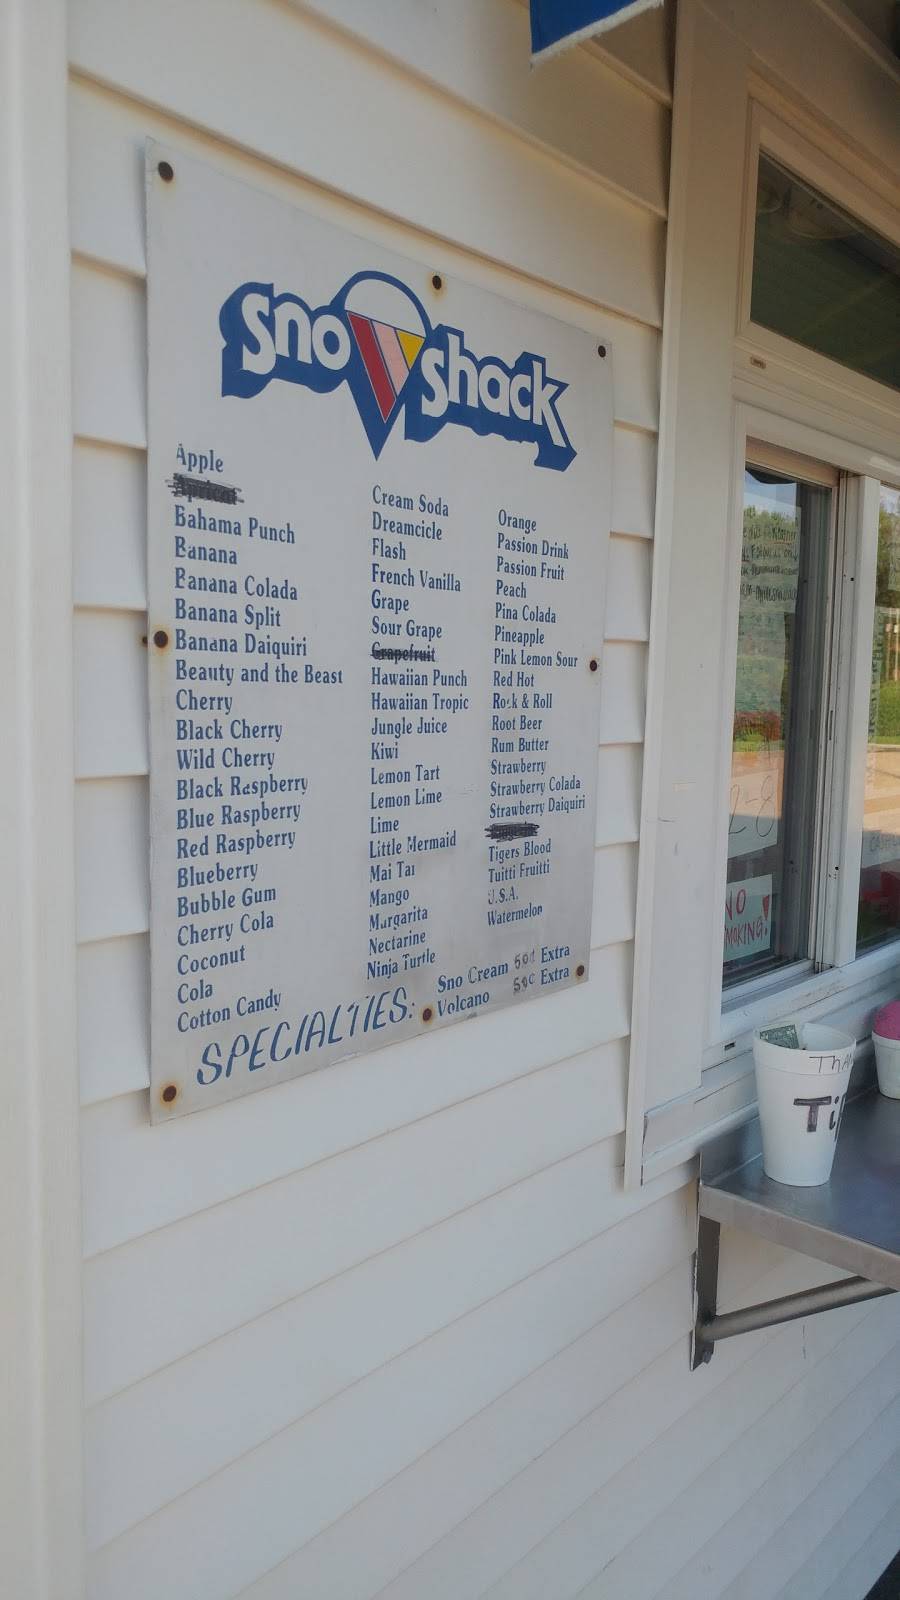 sno shack
Apple
Apricot
Bahama Punch
Banana
Banana Colada
Banana Split
Banana Daiquiri
Beauty and the Beast
Cherry
Black Cherry
Wild Cherry
Black Raspberry
Blue Raspberry
Red Raspberry
Blueberry
Bubble Gum
Cherry Cola
Coconut
Cola
Cotton Candy
Cream Soda
Dreamcicle
Flash
French Vanilla
Grape
Sour Grape
Grapefruit
Hawaiian Punch
Hawaiian Tropic
Jungle Juice
Kiwi
Lemon Tart
Lemon Lime
Lime
Little Mermaid
Mai Tai
Mango
Margarita
Nectarine
Ninja Turtle
Orange
Passion Drink
Passion Fruit
Peach
Pina Colada
Pineapple
Pink Lemon Sour
Red Hot
Rock & Roll
Root Beer
Rum Butter
Strawberry
Strawberry Colada
Strawberry Daiquiri
Tigers Blood
Tuitti Fruitti
U.S.A.
Watermelon
SPECIALTIES:
Sno Cream Extra
Volcano Extra
2-8
NO
SMOKING!